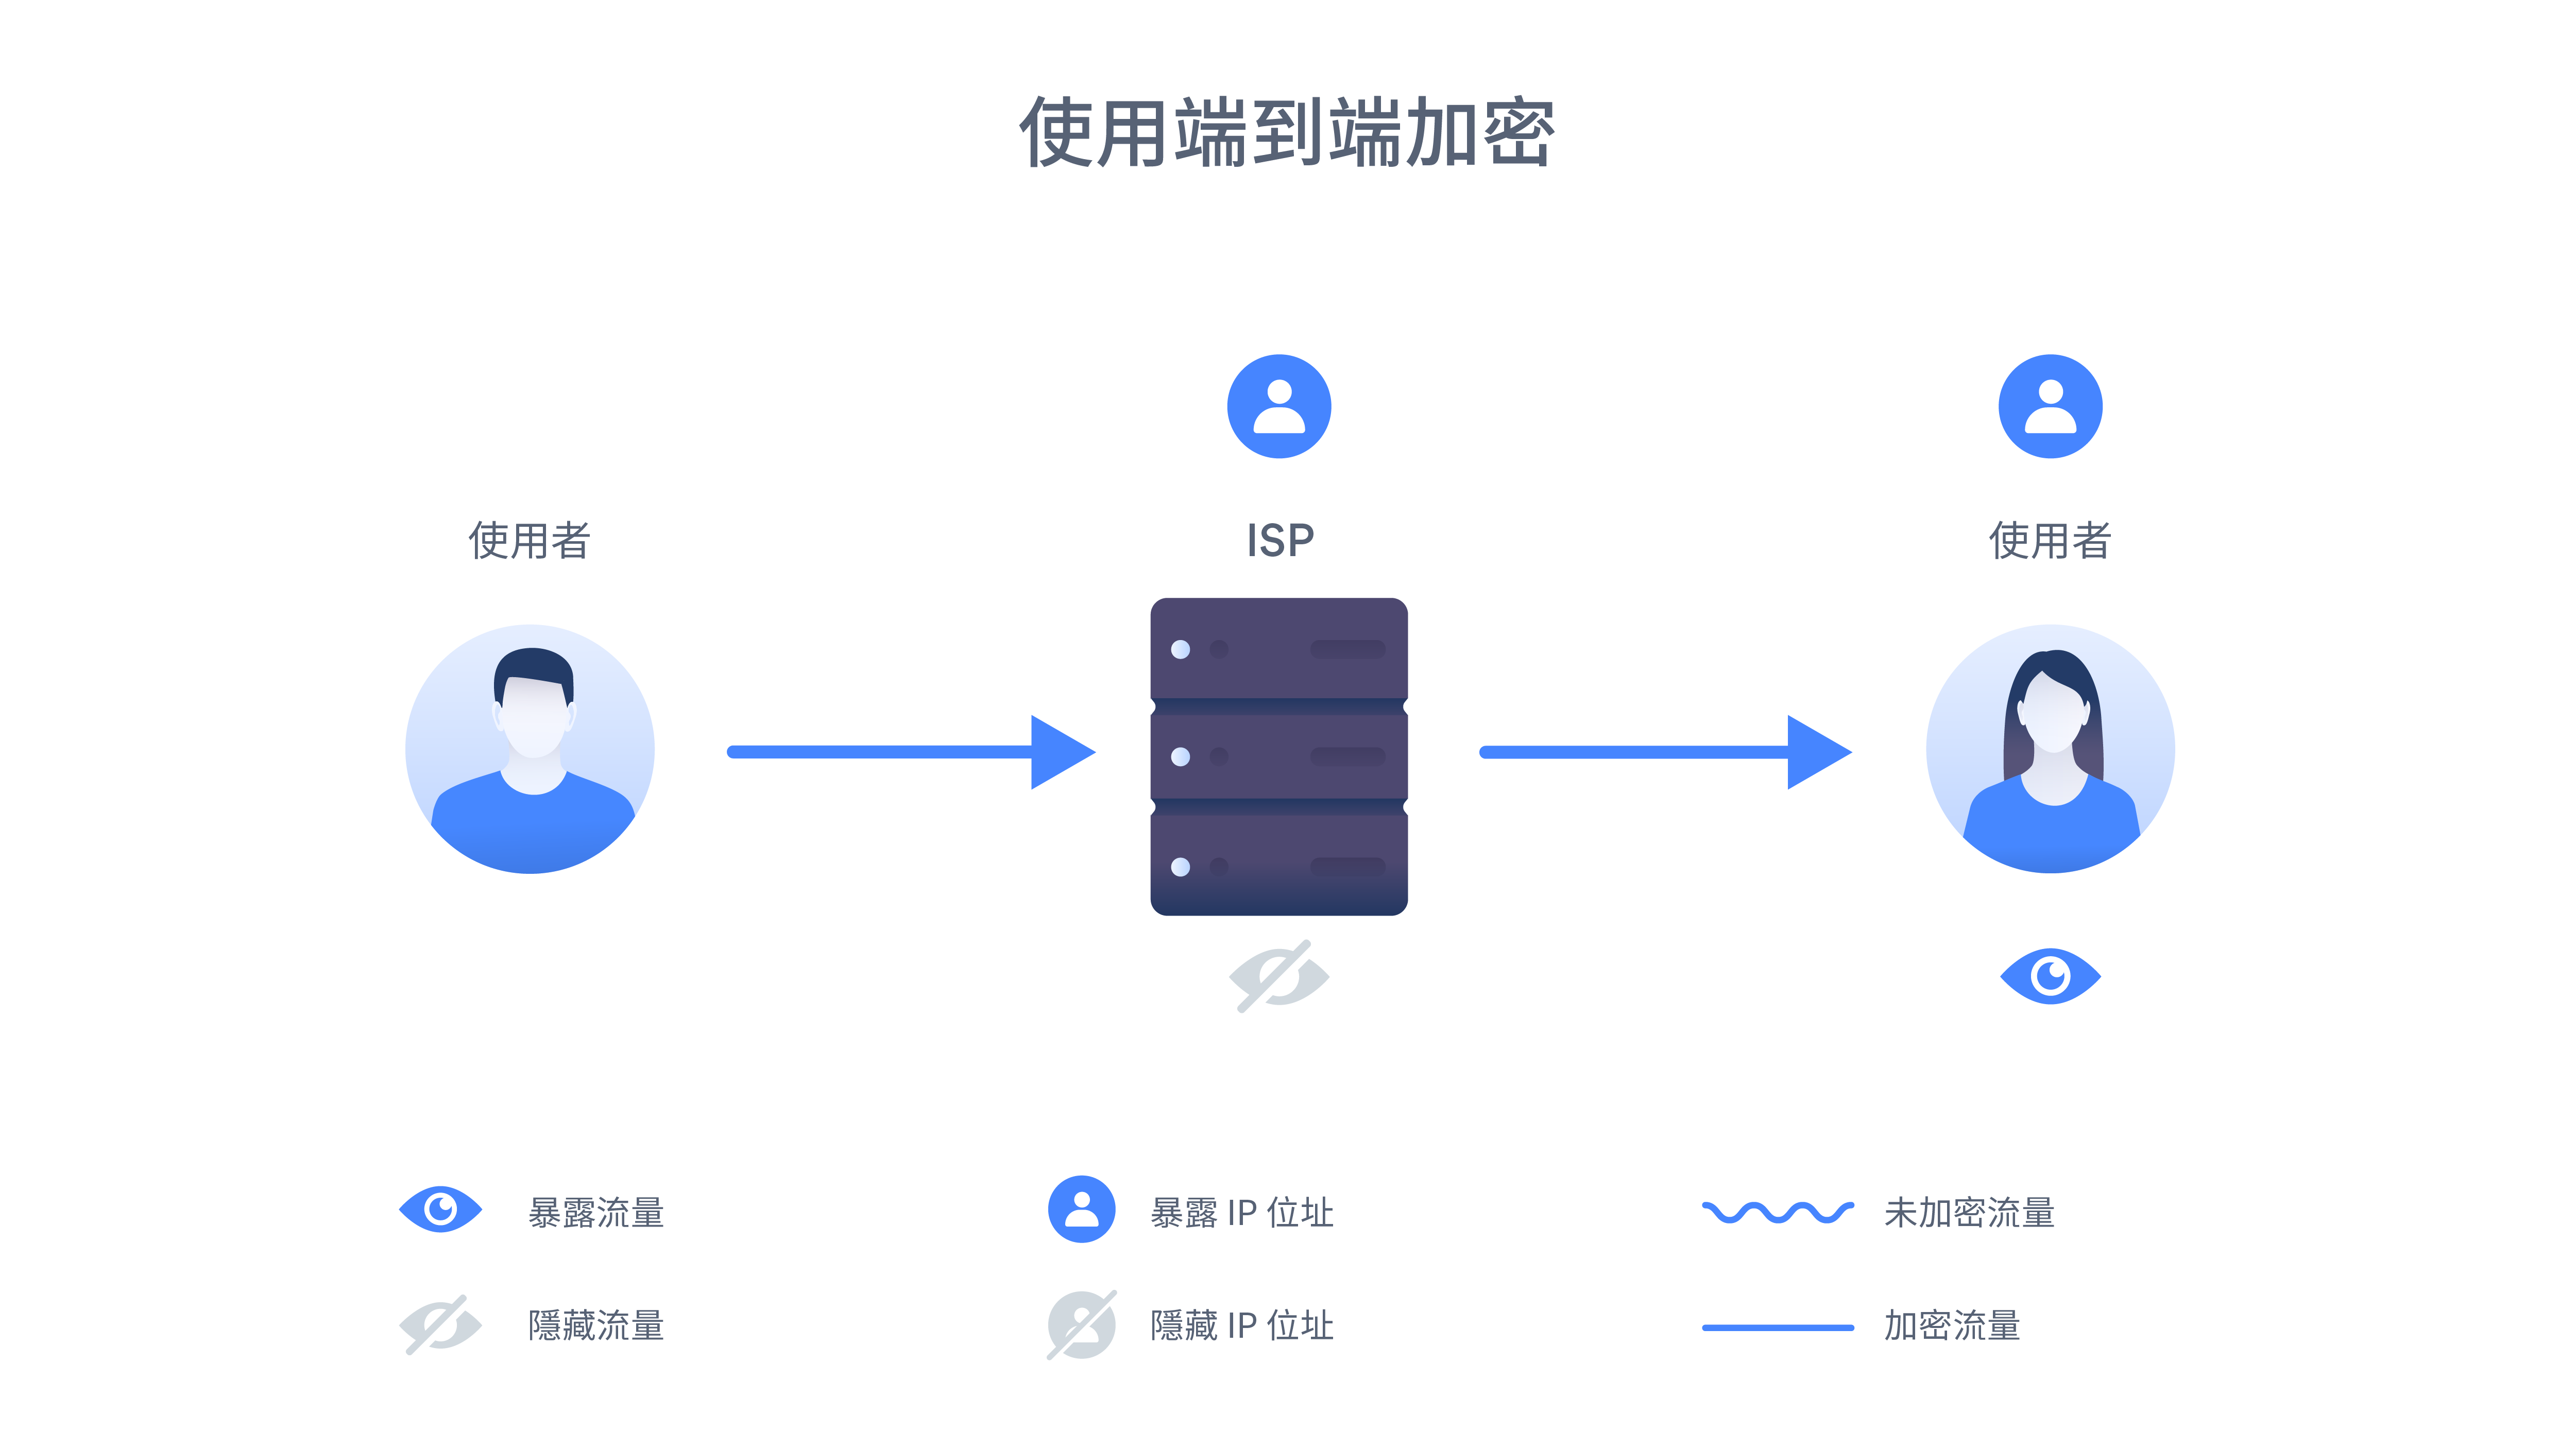 使用端到端加密
使用者
ISP
使用者
暴露流量
暴露 IP 位址
未加密流量
隱藏流量
隱藏 IP 位址
加密流量